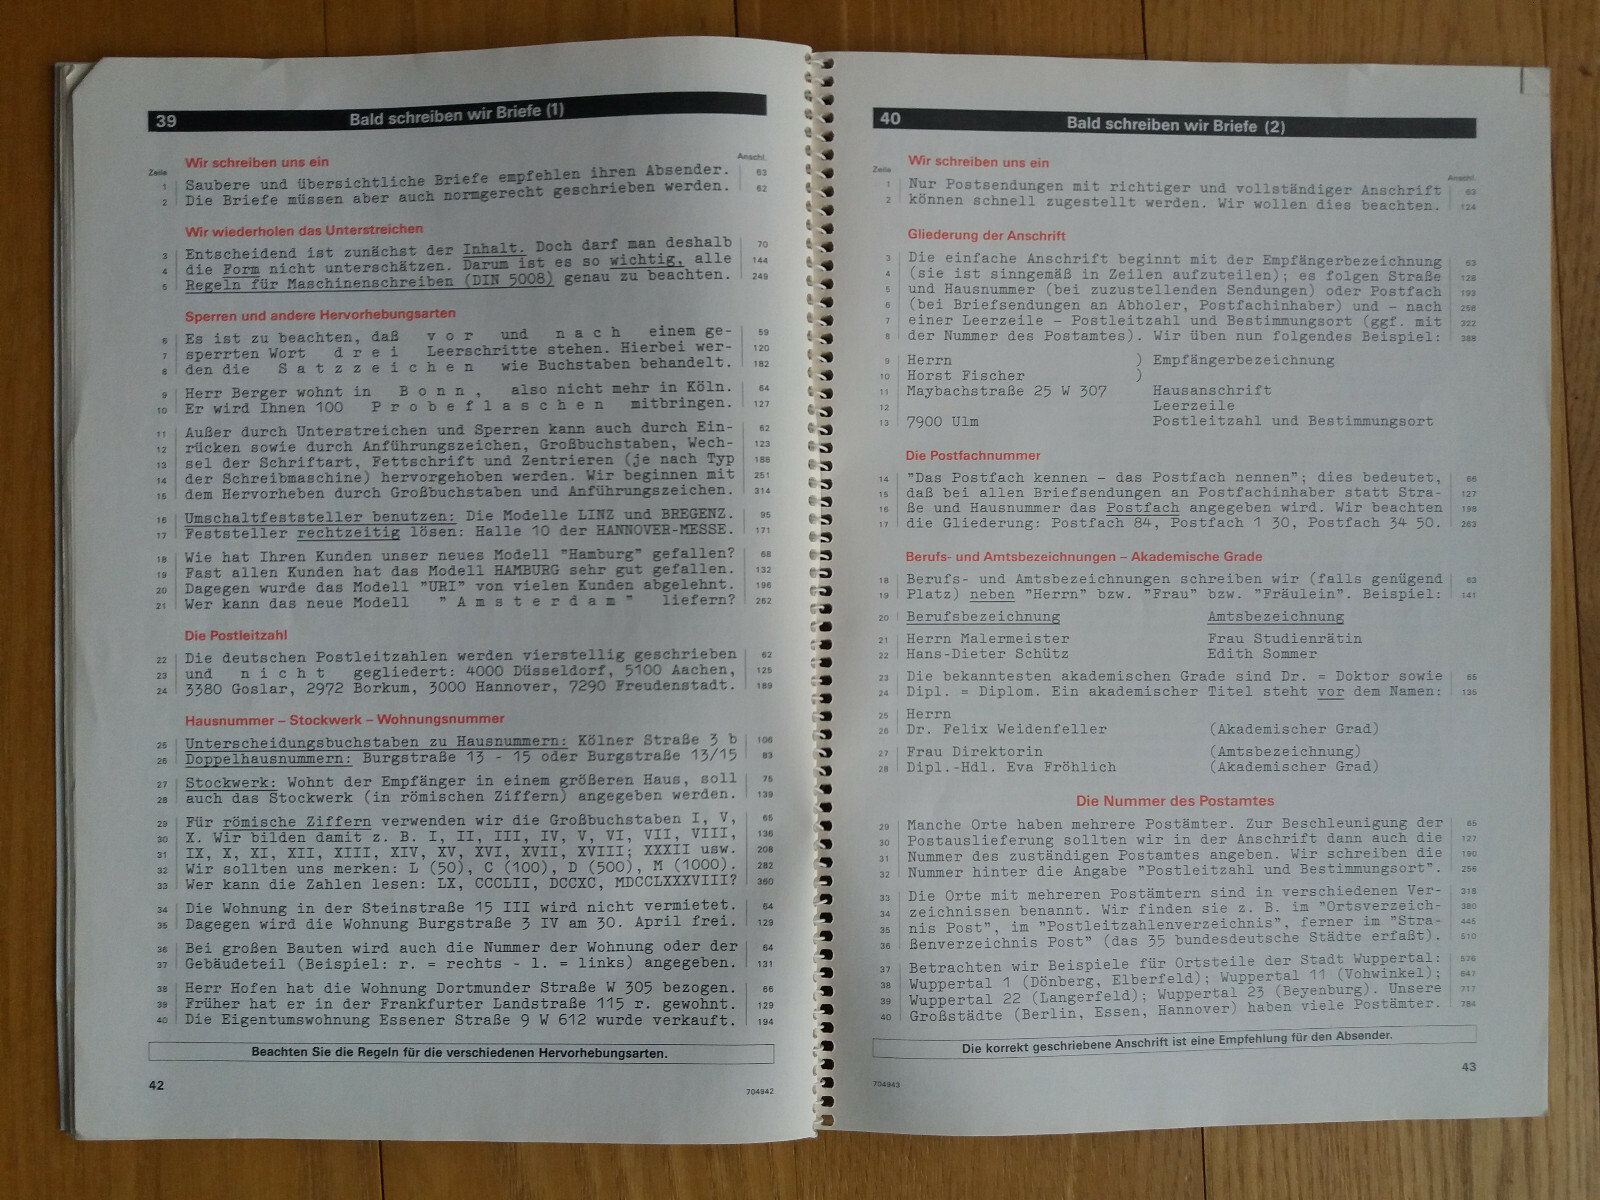 39 Bald schreiben wir Briefe (1)
Wir schreiben uns ein
Zeile Anschl.
1 Saubere und übersichtliche Briefe empfehlen ihren Absender. 63
2 Die Briefe müssen aber auch normgerecht geschrieben werden. 62
Wir wiederholen das Unterstreichen
3 Entscheidend ist zunächst der Inhalt. Doch darf man deshalb 70
4 die Form nicht unterschätzen. Darum ist es so wichtig, alle 144
5 Regeln für Maschinenschreiben (DIN 5008) genau zu beachten. 249
Sperren und andere Hervorhebungsarten
6 Es ist zu beachten, daß v o r und n a c h einem ge- 59
7 sperrten Wort d r e i Leerschritte stehen. Hierbei wer- 120
8 den die S a t z z e i c h e n wie Buchstaben behandelt. 182
9 Herr Berger wohnt in B o n n , also nicht mehr in Köln. 64
10 Er wird Ihnen 100 P r o b e f l a s c h e n mitbringen. 127
11 Außer durch Unterstreichen und Sperren kann auch durch Ein- 62
12 rücken sowie durch Anführungszeichen, Großbuchstaben, Wech- 123
13 sel der Schriftart, Fettschrift und Zentrieren (je nach Typ 188
14 der Schreibmaschine) hervorgehoben werden. Wir beginnen mit 251
15 dem Hervorheben durch Großbuchstaben und Anführungszeichen. 314
16 Umschaltfeststeller benutzen: Die Modelle LINZ und BREGENZ. 95
17 Feststeller rechtzeitig lösen: Halle 10 der HANNOVER-MESSE. 171
18 Wie hat Ihren Kunden unser neues Modell "Hamburg" gefallen? 68
19 Fast allen Kunden hat das Modell HAMBURG sehr gut gefallen. 132
20 Dagegen wurde das Modell "URI" von vielen Kunden abgelehnt. 196
21 Wer kann das neue Modell " A m s t e r d a m " liefern? 262
Die Postleitzahl
22 Die deutschen Postleitzahlen werden vierstellig geschrieben 62
23 und n i c h t gegliedert: 4000 Düsseldorf, 5100 Aachen, 125
24 3380 Goslar, 2972 Borkum, 3000 Hannover, 7290 Freudenstadt. 189
Hausnummer – Stockwerk – Wohnungsnummer
25 Unterscheidungsbuchstaben zu Hausnummern: Kölner Straße 3 b 106
26 Doppelhausnummern: Burgstraße 13 - 15 oder Burgstraße 13/15 83
27 Stockwerk: Wohnt der Empfänger in einem größeren Haus, soll 75
28 auch das Stockwerk (in römischen Ziffern) angegeben werden. 139
29 Für römische Ziffern verwenden wir die Großbuchstaben I, V, 65
30 X. Wir bilden damit z. B. I, II, III, IV, V, VI, VII, VIII, 136
31 IX, X, XI, XII, XIII, XIV, XV, XVI, XVII, XVIII; XXXII usw. 208
32 Wir sollten uns merken: L (50), C (100), D (500), M (1000). 282
33 Wer kann die Zahlen lesen: LX, CCCLII, DCCXC, MDCCLXXXVIII? 360
34 Die Wohnung in der Steinstraße 15 III wird nicht vermietet. 64
35 Dagegen wird die Wohnung Burgstraße 3 IV am 30. April frei. 129
36 Bei großen Bauten wird auch die Nummer der Wohnung oder der 64
37 Gebäudeteil (Beispiel: r. = rechts - l. = links) angegeben. 131
38 Herr Hofen hat die Wohnung Dortmunder Straße W 305 bezogen. 66
39 Früher hat er in der Frankfurter Landstraße 115 r. gewohnt. 129
40 Die Eigentumswohnung Essener Straße 9 W 612 wurde verkauft. 194
Beachten Sie die Regeln für die verschiedenen Hervorhebungsarten.
42
704942
40 Bald schreiben wir Briefe (2)
Wir schreiben uns ein
Zeile Anschl.
1 Nur Postsendungen mit richtiger und vollständiger Anschrift 63
2 können schnell zugestellt werden. Wir wollen dies beachten. 124
Gliederung der Anschrift
3 Die einfache Anschrift beginnt mit der Empfängerbezeichnung 63
4 (sie ist sinngemäß in Zeilen aufzuteilen); es folgen Straße 128
5 und Hausnummer (bei zuzustellenden Sendungen) oder Postfach 193
6 (bei Briefsendungen an Abholer, Postfachinhaber) und – nach 258
7 einer Leerzeile – Postleitzahl und Bestimmungsort (ggf. mit 322
8 der Nummer des Postamtes). Wir üben nun folgendes Beispiel: 388
9 Herrn ) Empfängerbezeichnung
10 Horst Fischer )
11 Maybachstraße 25 W 307 Hausanschrift
12 Leerzeile
13 7900 Ulm Postleitzahl und Bestimmungsort
Die Postfachnummer
14 "Das Postfach kennen – das Postfach nennen"; dies bedeutet, 66
15 daß bei allen Briefsendungen an Postfachinhaber statt Stra- 127
16 ße und Hausnummer das Postfach angegeben wird. Wir beachten 198
17 die Gliederung: Postfach 84, Postfach 1 30, Postfach 34 50. 263
Berufs- und Amtsbezeichnungen – Akademische Grade
18 Berufs- und Amtsbezeichnungen schreiben wir (falls genügend 63
19 Platz) neben "Herrn" bzw. "Frau" bzw. "Fräulein". Beispiel: 141
20 Berufsbezeichnung Amtsbezeichnung
21 Herrn Malermeister Frau Studienrätin
22 Hans-Dieter Schütz Edith Sommer
23 Die bekanntesten akademischen Grade sind Dr. = Doktor sowie 65
24 Dipl. = Diplom. Ein akademischer Titel steht vor dem Namen: 135
25 Herrn
26 Dr. Felix Weidenfeller (Akademischer Grad)
27 Frau Direktorin (Amtsbezeichnung)
28 Dipl.-Hdl. Eva Fröhlich (Akademischer Grad)
Die Nummer des Postamtes
29 Manche Orte haben mehrere Postämter. Zur Beschleunigung der 65
30 Postauslieferung sollten wir in der Anschrift dann auch die 127
31 Nummer des zuständigen Postamtes angeben. Wir schreiben die 190
32 Nummer hinter die Angabe "Postleitzahl und Bestimmungsort". 256
33 Die Orte mit mehreren Postämtern sind in verschiedenen Ver- 318
34 zeichnissen benannt. Wir finden sie z. B. im "Ortsverzeich- 380
35 nis Post", im "Postleitzahlenverzeichnis", ferner im "Stra- 445
36 ßenverzeichnis Post" (das 35 bundesdeutsche Städte erfaßt). 510
37 Betrachten wir Beispiele für Ortsteile der Stadt Wuppertal: 576
38 Wuppertal 1 (Dönberg, Elberfeld); Wuppertal 11 (Vohwinkel); 647
39 Wuppertal 22 (Langerfeld); Wuppertal 23 (Beyenburg). Unsere 717
40 Großstädte (Berlin, Essen, Hannover) haben viele Postämter. 784
Die korrekt geschriebene Anschrift ist eine Empfehlung für den Absender.
704943
43